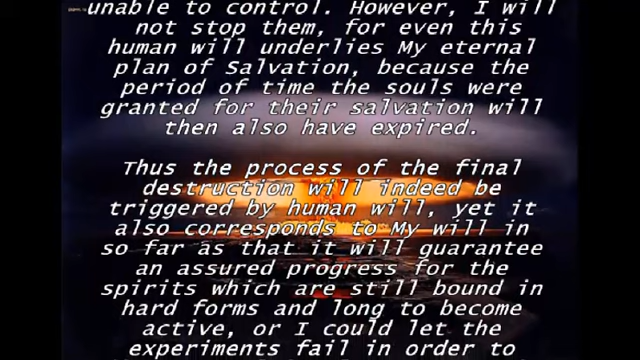 unable to control. However, I will
not stop them, for even this
human will underlies My eternal
plan of Salvation, because the
period of time the souls were
granted for their salvation will
then also have expired.
Thus the process of the final
destruction will indeed be
triggered by human will, yet it
also corresponds to My will in
so far as that it will guarantee
an assured progress for the
spirits which are still bound in
hard forms and long to become
active, or I could let the
experiments fail in order to